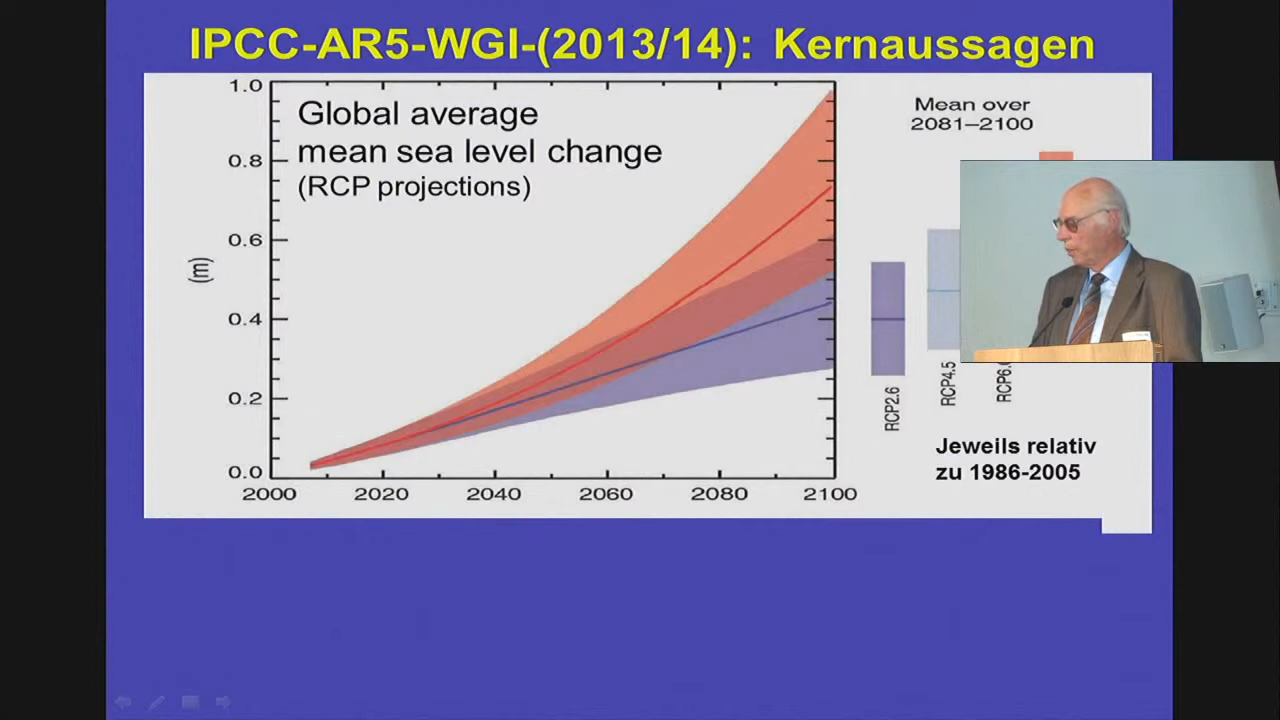 IPCC-AR5-WGI-(2013/14): Kernaussagen
Global average
mean sea level change
(RCP projections)
(m)
1.0
0.8
0.6
0.4
0.2
0.0
2000
2020
2040
2060
2080
2100
Mean over
2081–2100
RCP2.6
RCP4.5
Jeweils relativ
zu 1986-2005